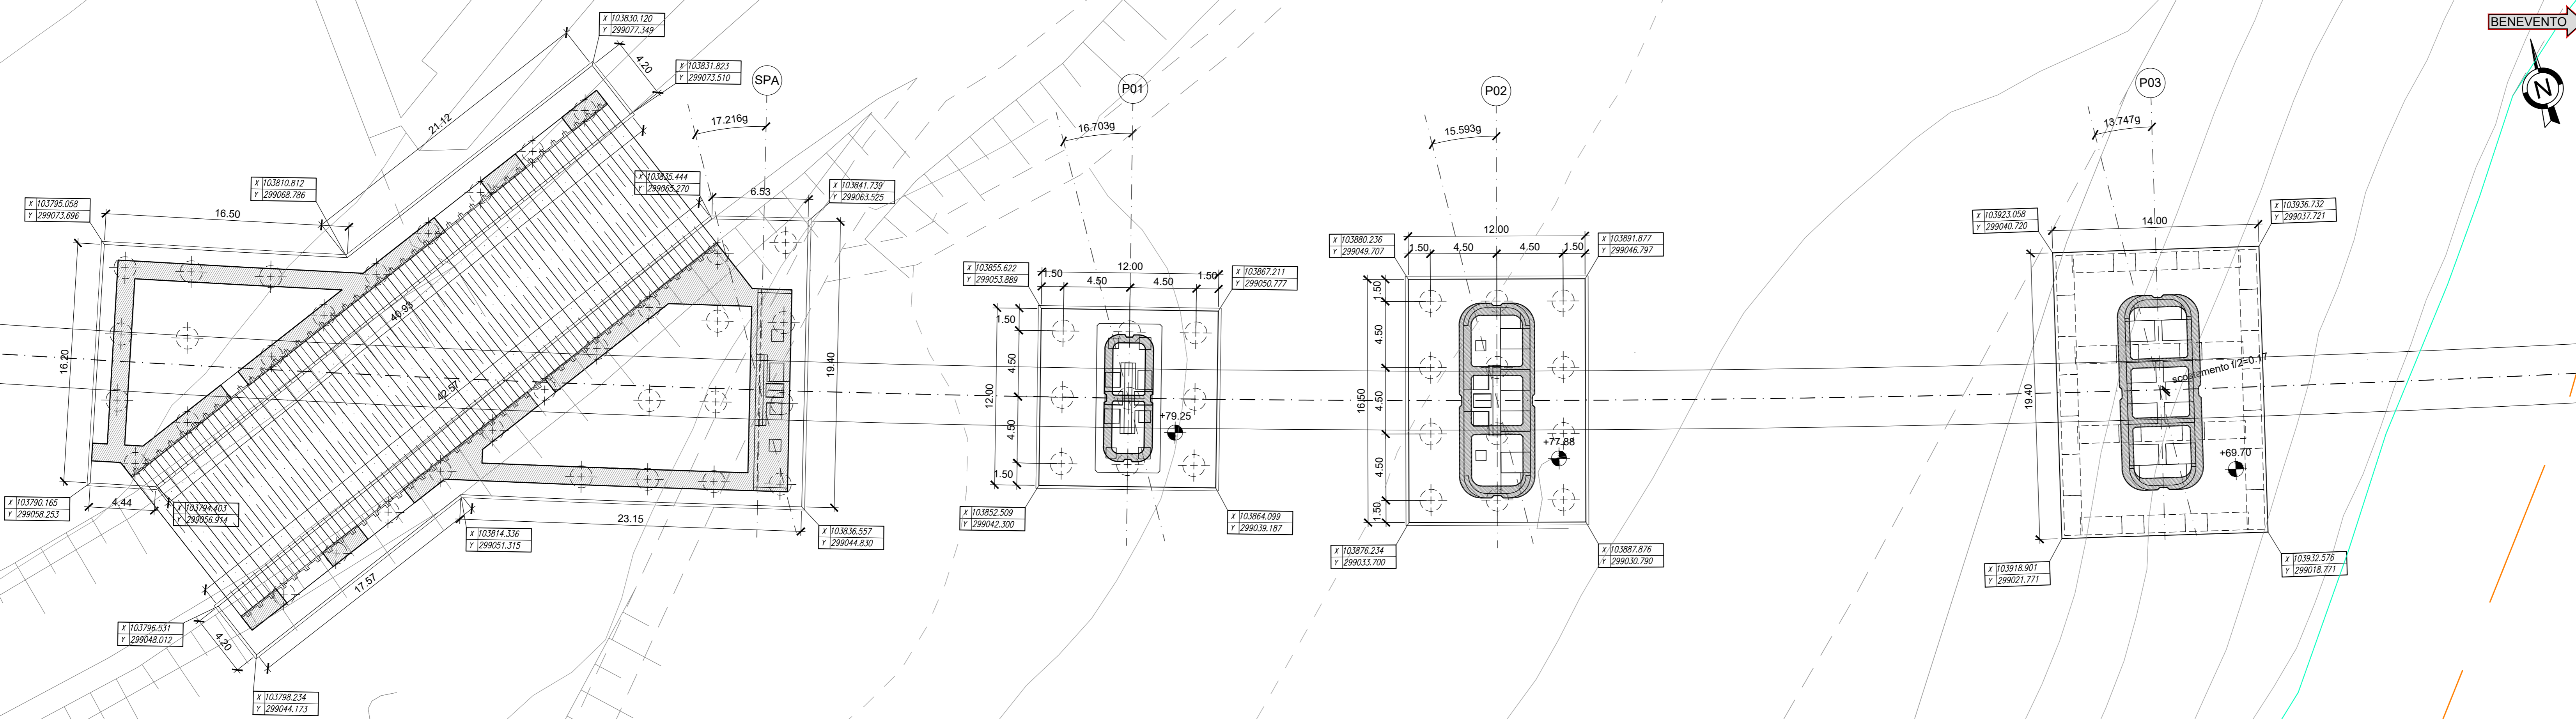 BENEVENTO
N
X 103830.120
Y 299077.349
4.20
X 103831.823
Y 299073.510
SPA
17.216g
21.12
X 103810.812
Y 299068.786
X 103795.058
Y 299073.696
16.50
X 103835.444
Y 299065.270
6.53
X 103841.739
Y 299063.525
40.93
42.57
16.20
19.40
X 103790.165
Y 299058.253
4.44
X 103794.403
Y 299056.914
X 103814.336
Y 299051.315
23.15
X 103836.557
Y 299044.830
17.57
X 103796.531
Y 299048.012
4.20
X 103798.234
Y 299044.173
P01
16.703g
X 103855.622
Y 299053.889
12.00
1.50
4.50
4.50
1.50
X 103867.211
Y 299050.777
1.50
4.50
12.00
4.50
1.50
+79.25
X 103852.509
Y 299042.300
X 103864.099
Y 299039.187
P02
15.593g
X 103880.236
Y 299049.707
12.00
1.50
4.50
4.50
1.50
X 103891.877
Y 299046.797
1.50
4.50
16.50
4.50
4.50
1.50
+77.88
X 103876.234
Y 299033.700
X 103887.876
Y 299030.790
P03
13.747g
X 103923.058
Y 299040.720
14.00
X 103936.732
Y 299037.721
scostamento f/2=0.17
19.40
+69.70
X 103918.901
Y 299021.771
X 103932.576
Y 299018.771